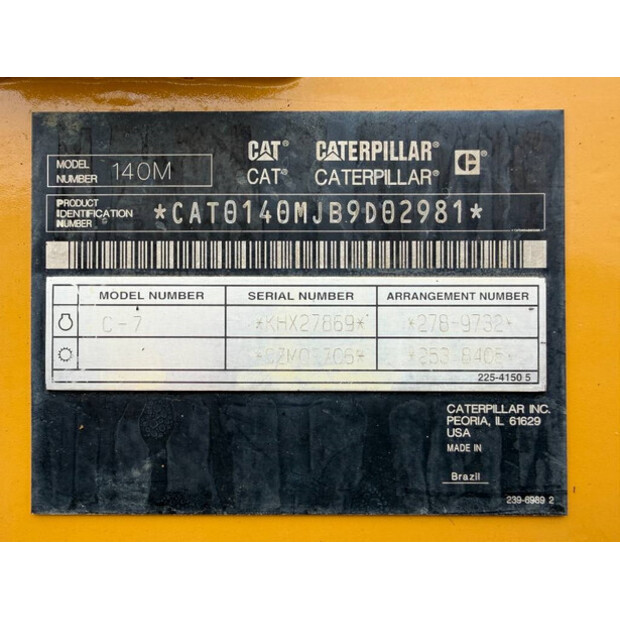 CAT® CATERPILLAR®
MODEL NUMBER 140M
CAT® CATERPILLAR®
PRODUCT IDENTIFICATION NUMBER *CAT0140MJB9D02981*
MODEL NUMBER SERIAL NUMBER ARRANGEMENT NUMBER
C-7 *KHX27869* *278-9732*
225-4150 5
CATERPILLAR INC.
PEORIA, IL 61629
USA
MADE IN
Brazil
239-6989 2